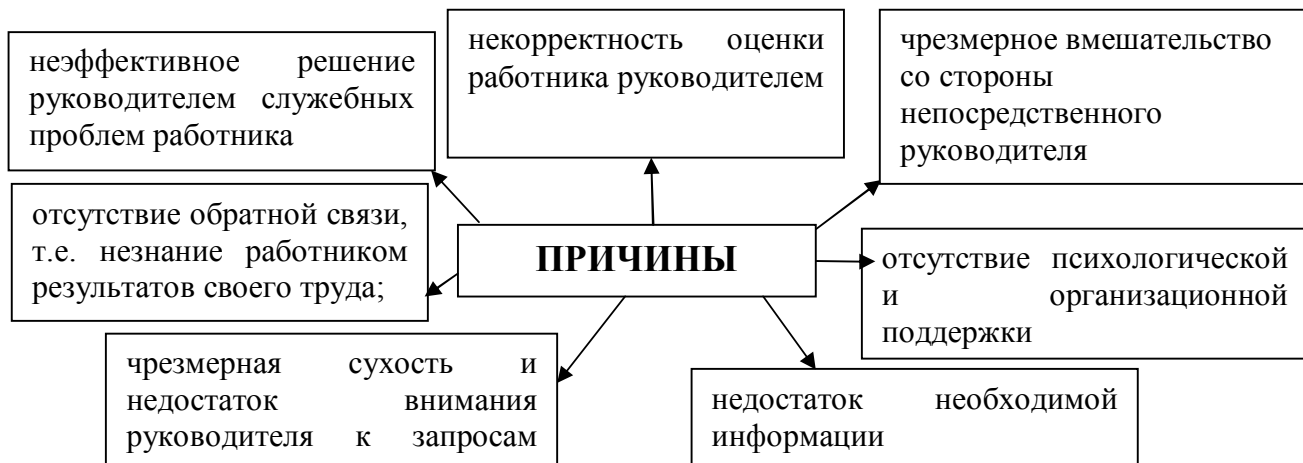 неэффективное решение
руководителем служебных
проблем работника
некорректность оценки
работника руководителем
чрезмерное вмешательство
со стороны
непосредственного
руководителя
отсутствие обратной связи,
т.е. незнание работником
результатов своего труда;
ПРИЧИНЫ
отсутствие психологической
и организационной
поддержки
чрезмерная сухость и
недостаток внимания
руководителя к запросам
недостаток необходимой
информации